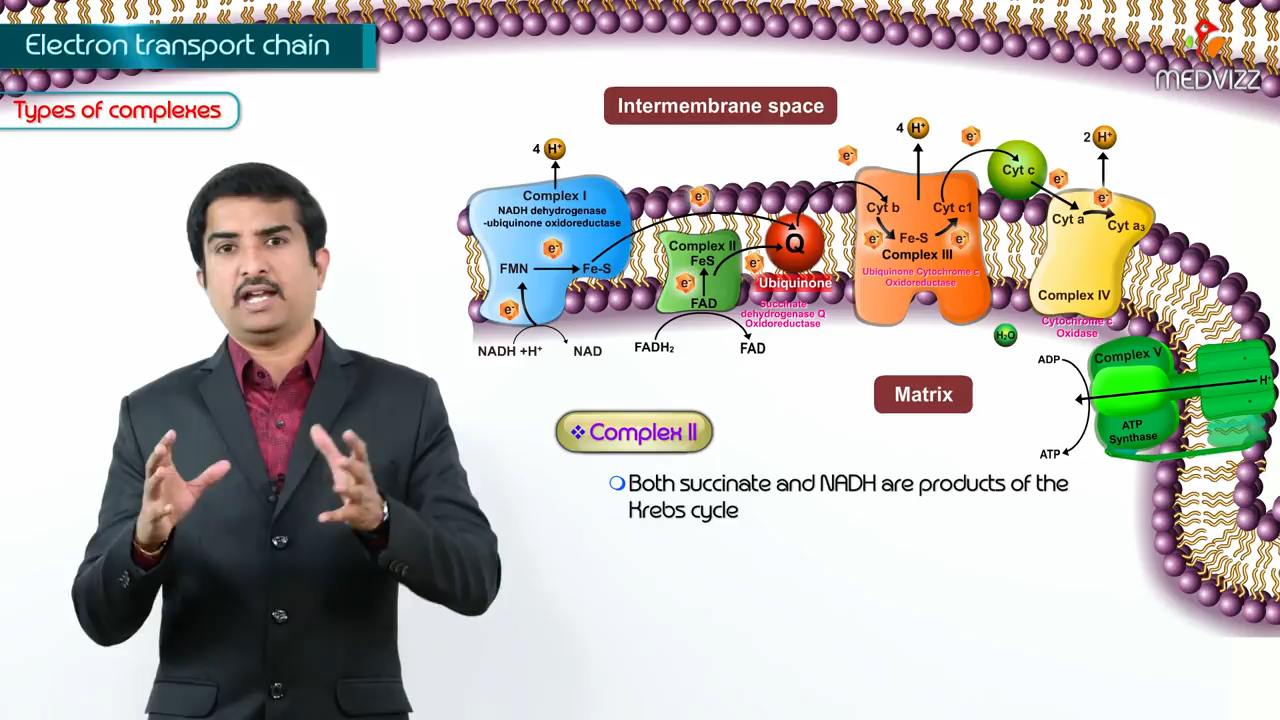 Electron transport chain
MEDVIZZ
Types of complexes
Intermembrane space
4 H+
4 H+
2 H+
e-
e-
Cyt c
e-
e-
e-
Complex I
NADH dehydrogenase
-ubiquinone oxidoreductase
e-
FMN
Fe-S
e-
NADH +H+
NAD
Complex II
FeS
e-
e-
FAD
FADH2
FAD
Q
Ubiquinone
Succinate
dehydrogenase Q
Oxidoreductase
Cyt b
Cyt c1
e-
Fe-S
e-
Complex III
Ubiquinone Cytochrome c
Oxidoreductase
Cyt a
Cyt a3
Complex IV
Cytochrome c
Oxidase
H2O
ADP
Complex V
H+
ATP
Synthase
ATP
Matrix
❖ Complex II
Both succinate and NADH are products of the
Krebs cycle